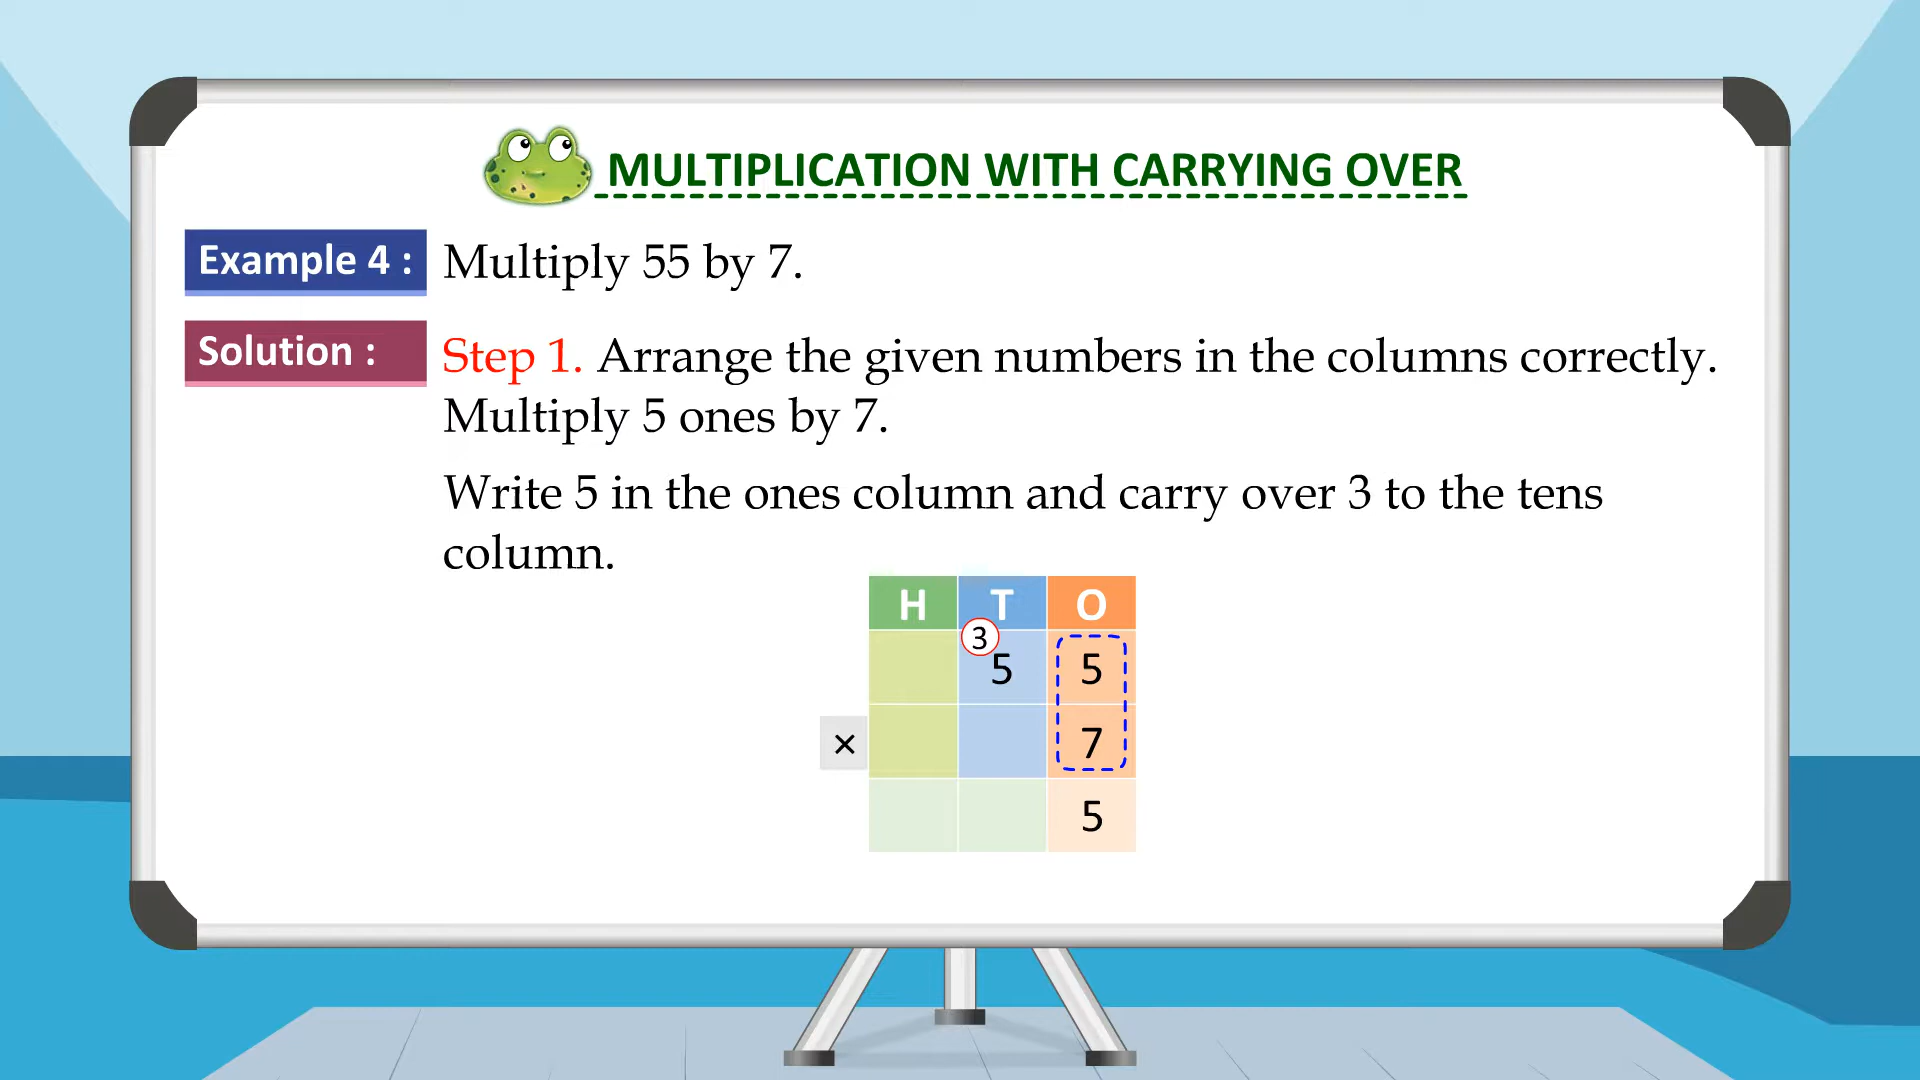 MULTIPLICATION WITH CARRYING OVER
Example 4 : Multiply 55 by 7.
Solution : Step 1. Arrange the given numbers in the columns correctly.
Multiply 5 ones by 7.
Write 5 in the ones column and carry over 3 to the tens
column.
H T O
3
5 5
× 7
5